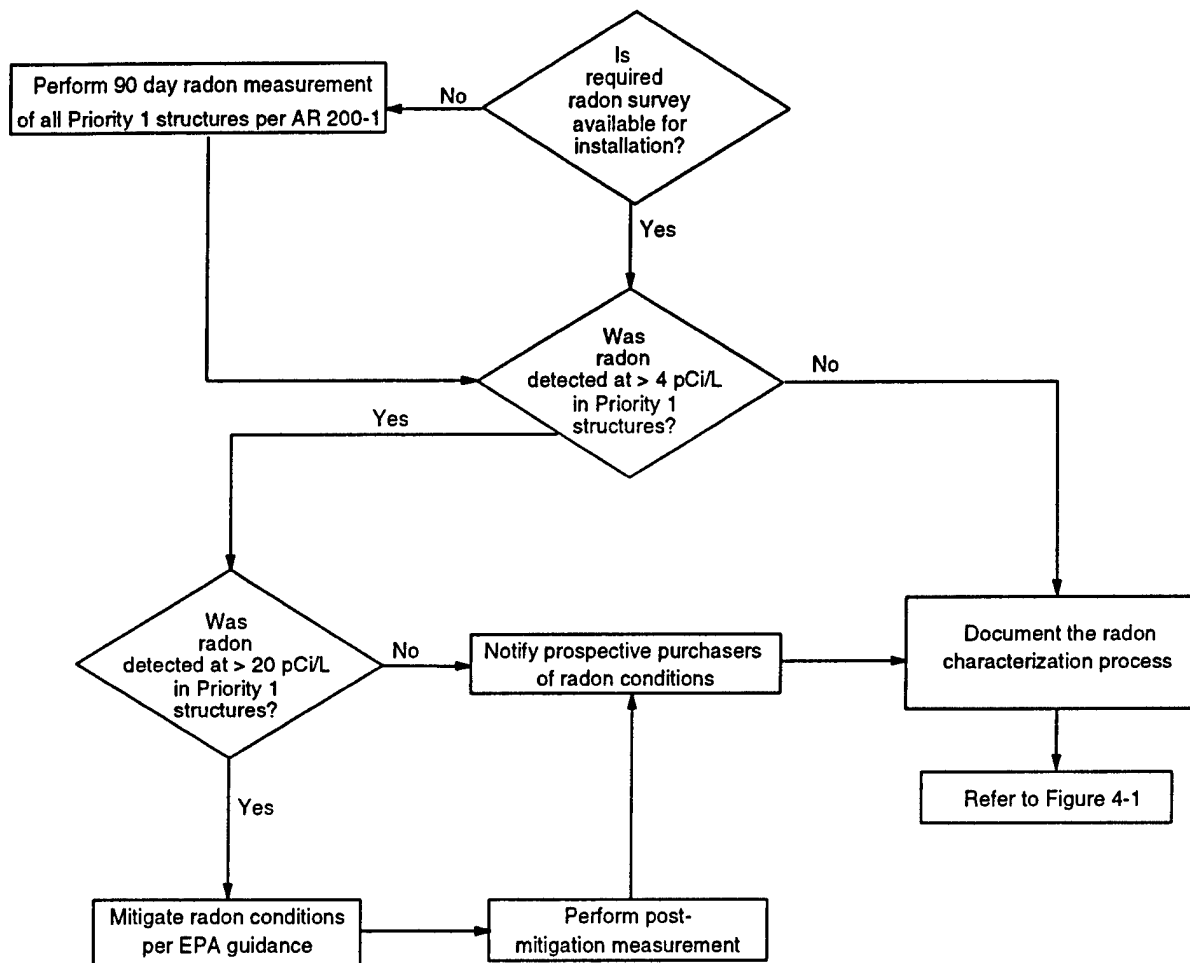 Is
required
radon survey
available for
installation?
No
Perform 90 day radon measurement
of all Priority 1 structures per AR 200-1
Yes
Was
radon
detected at > 4 pCi/L
in Priority 1
structures?
No
Yes
Was
radon
detected at > 20 pCi/L
in Priority 1
structures?
No
Notify prospective purchasers
of radon conditions
Document the radon
characterization process
Yes
Refer to Figure 4-1
Mitigate radon conditions
per EPA guidance
Perform post-
mitigation measurement